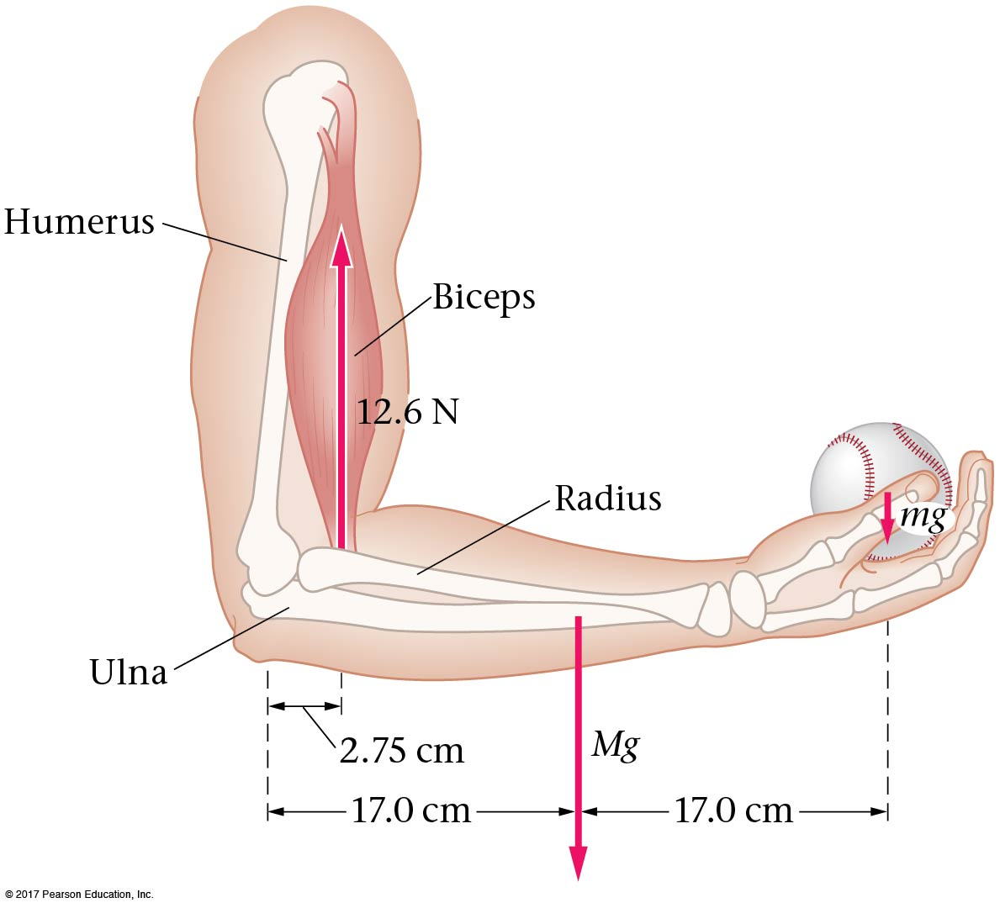 Humerus
Biceps
12.6 N
Radius
mg
Ulna
2.75 cm
Mg
17.0 cm
17.0 cm
© 2017 Pearson Education, Inc.